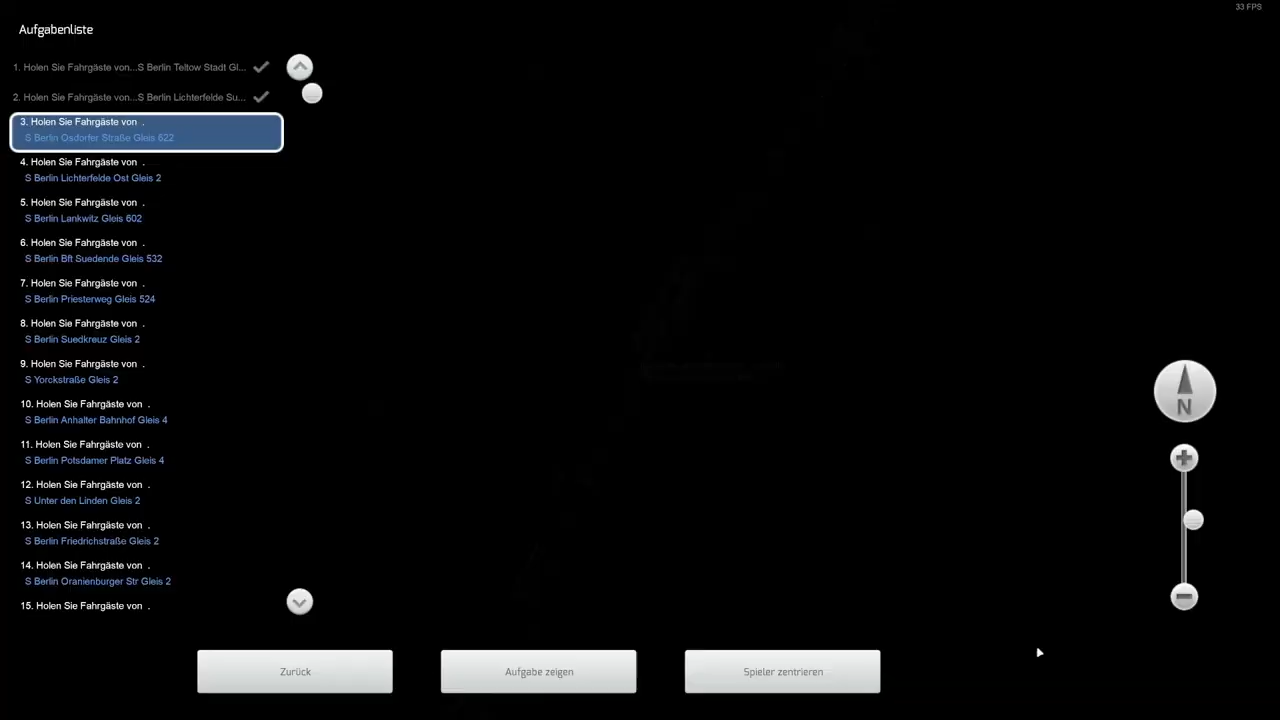 33 FPS
Aufgabenliste
1. Holen Sie Fahrgäste von...S Berlin Teltow Stadt Gl...
2. Holen Sie Fahrgäste von...S Berlin Lichterfelde Su...
3. Holen Sie Fahrgäste von .
S Berlin Osdorfer Straße Gleis 622
4. Holen Sie Fahrgäste von .
S Berlin Lichterfelde Ost Gleis 2
5. Holen Sie Fahrgäste von .
S Berlin Lankwitz Gleis 602
6. Holen Sie Fahrgäste von .
S Berlin Bft Suedende Gleis 532
7. Holen Sie Fahrgäste von .
S Berlin Priesterweg Gleis 524
8. Holen Sie Fahrgäste von .
S Berlin Suedkreuz Gleis 2
9. Holen Sie Fahrgäste von .
S Yorckstraße Gleis 2
10. Holen Sie Fahrgäste von .
S Berlin Anhalter Bahnhof Gleis 4
11. Holen Sie Fahrgäste von .
S Berlin Potsdamer Platz Gleis 4
12. Holen Sie Fahrgäste von .
S Unter den Linden Gleis 2
13. Holen Sie Fahrgäste von .
S Berlin Friedrichstraße Gleis 2
14. Holen Sie Fahrgäste von .
S Berlin Oranienburger Str Gleis 2
15. Holen Sie Fahrgäste von .
N
Zurück
Aufgabe zeigen
Spieler zentrieren